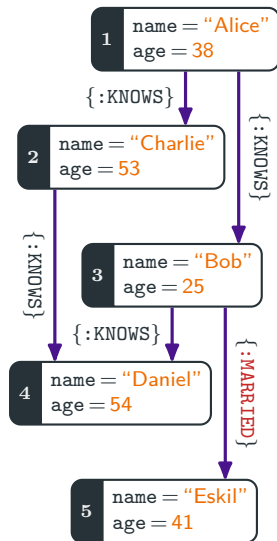 1
name = “Alice”
age = 38
{:KNOWS}
2
name = “Charlie”
age = 53
{:KNOWS}
{:KNOWS}
3
name = “Bob”
age = 25
{:KNOWS}
4
name = “Daniel”
age = 54
{:MARRIED}
5
name = “Eskil”
age = 41